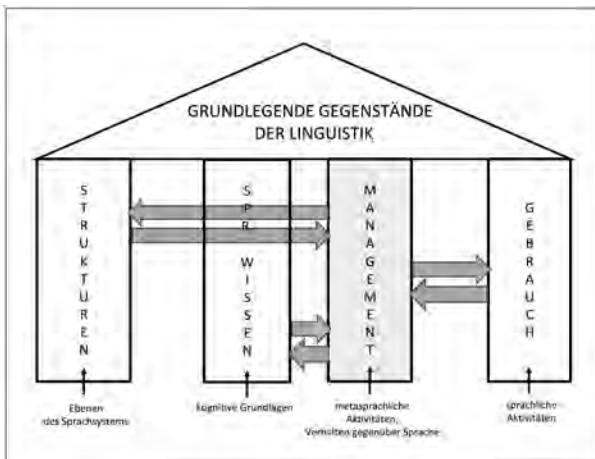 GRUNDLEGENDE GEGENSTÄNDE
DER LINGUISTIK
STRUKTUREN
SPR. WISSEN
MANAGEMENT
GEBRAUCH
Ebenen
des Sprachsystems
kognitive Grundlagen
metasprachliche
Aktivitäten,
Verhalten gegenüber Sprache
sprachliche
Aktivitäten